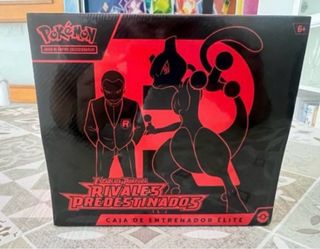 Pokémon
JUEGO DE CARTAS COLECCIONABLES
6+
R
RIVALES
PREDESTINADOS
CAJA DE ENTRENADOR ÉLITE